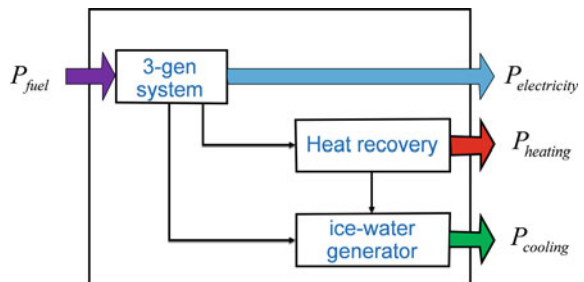 3-gen
system
P_fuel
P_electricity
Heat recovery
P_heating
ice-water
generator
P_cooling